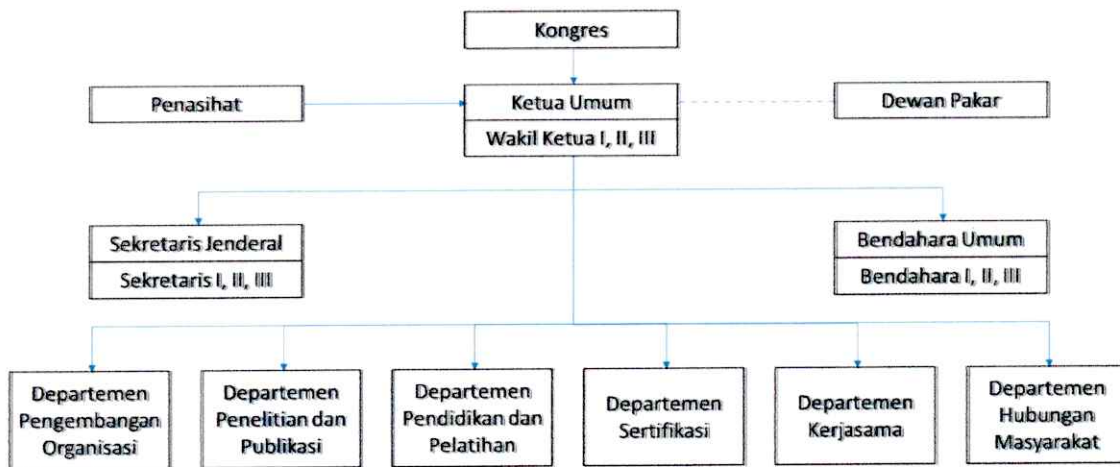 Kongres
Penasihat
Ketua Umum
Dewan Pakar
Wakil Ketua I, II, III
Sekretaris Jenderal
Bendahara Umum
Sekretaris I, II, III
Bendahara I, II, III
Departemen
Pengembangan
Organisasi
Departemen
Penelitian dan
Publikasi
Departemen
Pendidikan dan
Pelatihan
Departemen
Sertifikasi
Departemen
Kerjasama
Departemen
Hubungan
Masyarakat